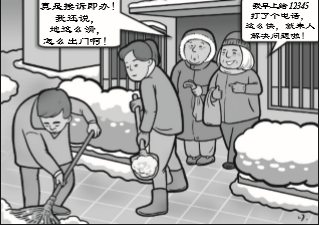 真是接诉即办！
我还说，
地这么滑，
怎么出门啊！
我早上给12345
打了个电话，
这么快，就来人
解决问题啦！